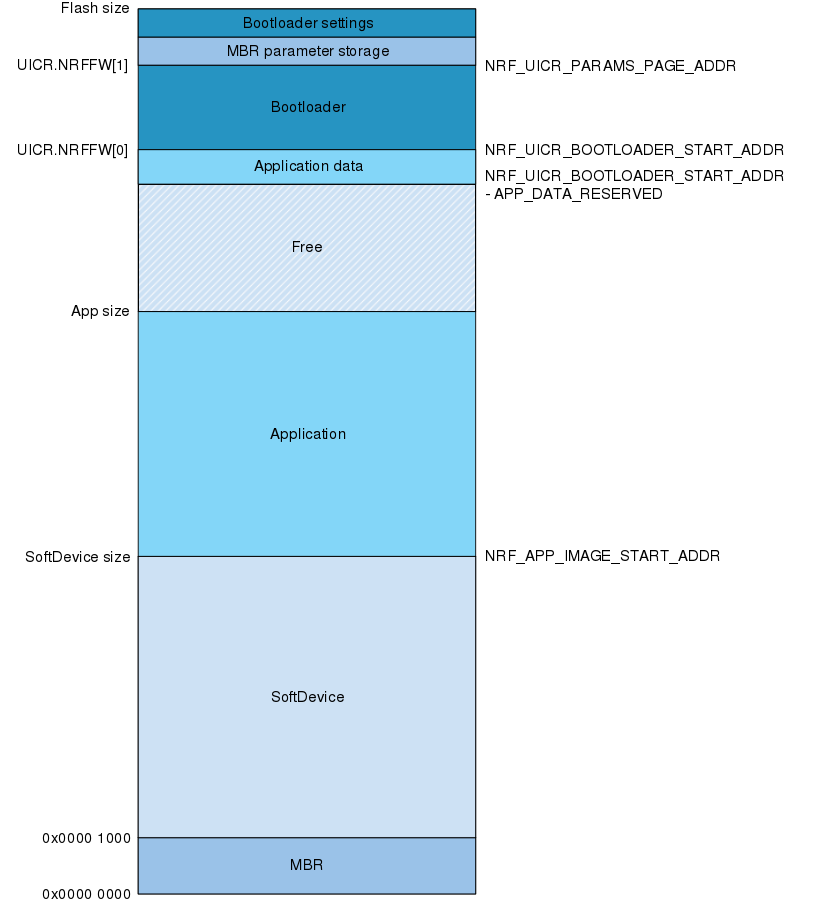 Flash size
Bootloader settings
MBR parameter storage
UICR.NRFFW[1]
NRF_UICR_PARAMS_PAGE_ADDR
Bootloader
UICR.NRFFW[0]
NRF_UICR_BOOTLOADER_START_ADDR
Application data
NRF_UICR_BOOTLOADER_START_ADDR
- APP_DATA_RESERVED
Free
App size
Application
SoftDevice size
NRF_APP_IMAGE_START_ADDR
SoftDevice
0x0000 1000
MBR
0x0000 0000